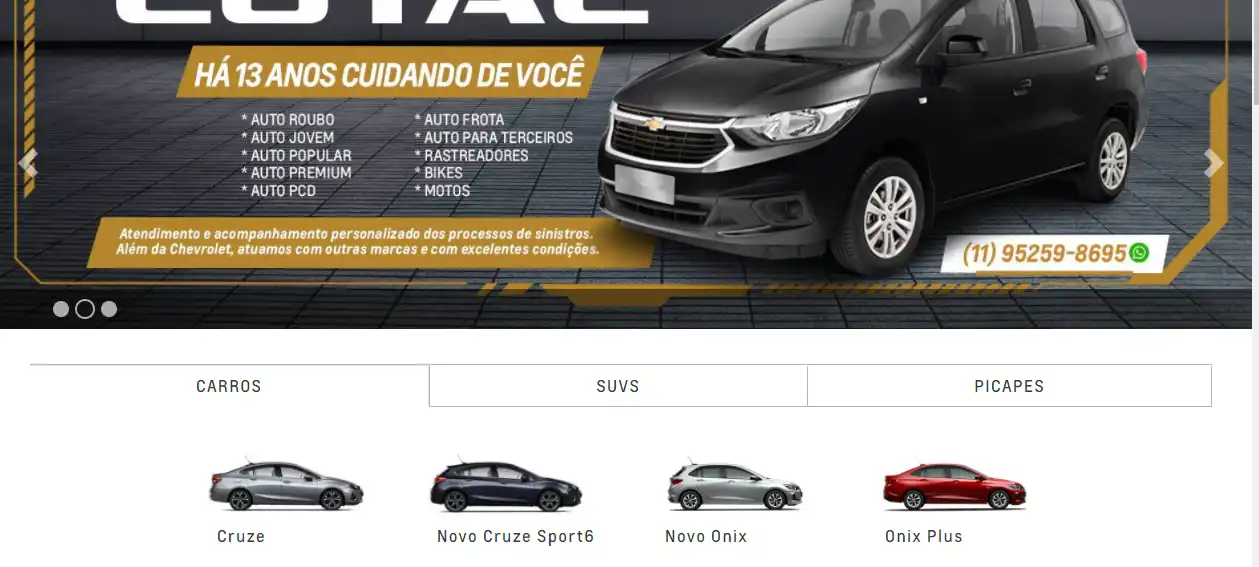 HÁ 13 ANOS CUIDANDO DE VOCÊ
* AUTO ROUBO
* AUTO JOVEM
* AUTO POPULAR
* AUTO PREMIUM
* AUTO PCD
* AUTO FROTA
* AUTO PARA TERCEIROS
* RASTREADORES
* BIKES
* MOTOS
Atendimento e acompanhamento personalizado dos processos de sinistros.
Além da Chevrolet, atuamos com outras marcas e com excelentes condições.
(11) 95259-8695
CARROS
SUVS
PICAPES
Cruze
Novo Cruze Sport6
Novo Onix
Onix Plus